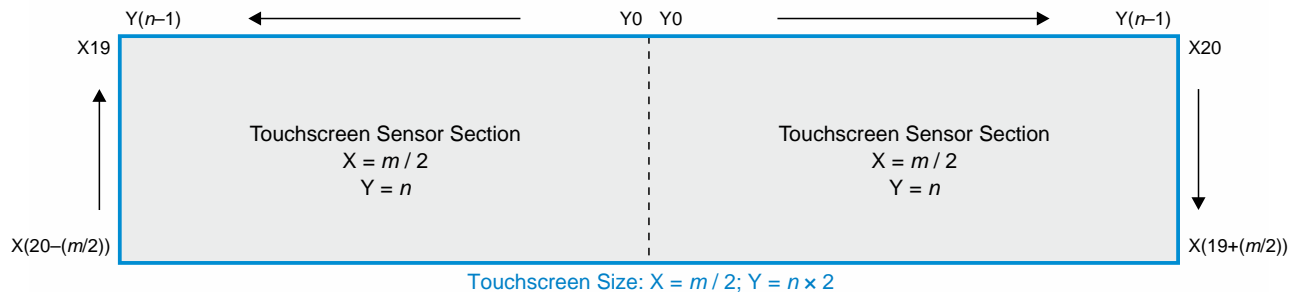 Y(n–1) Y0 Y0 Y(n–1)
X19 X20
Touchscreen Sensor Section Touchscreen Sensor Section
X = m / 2 X = m / 2
Y = n Y = n
X(20–(m/2)) X(19+(m/2))
Touchscreen Size: X = m / 2; Y = n × 2